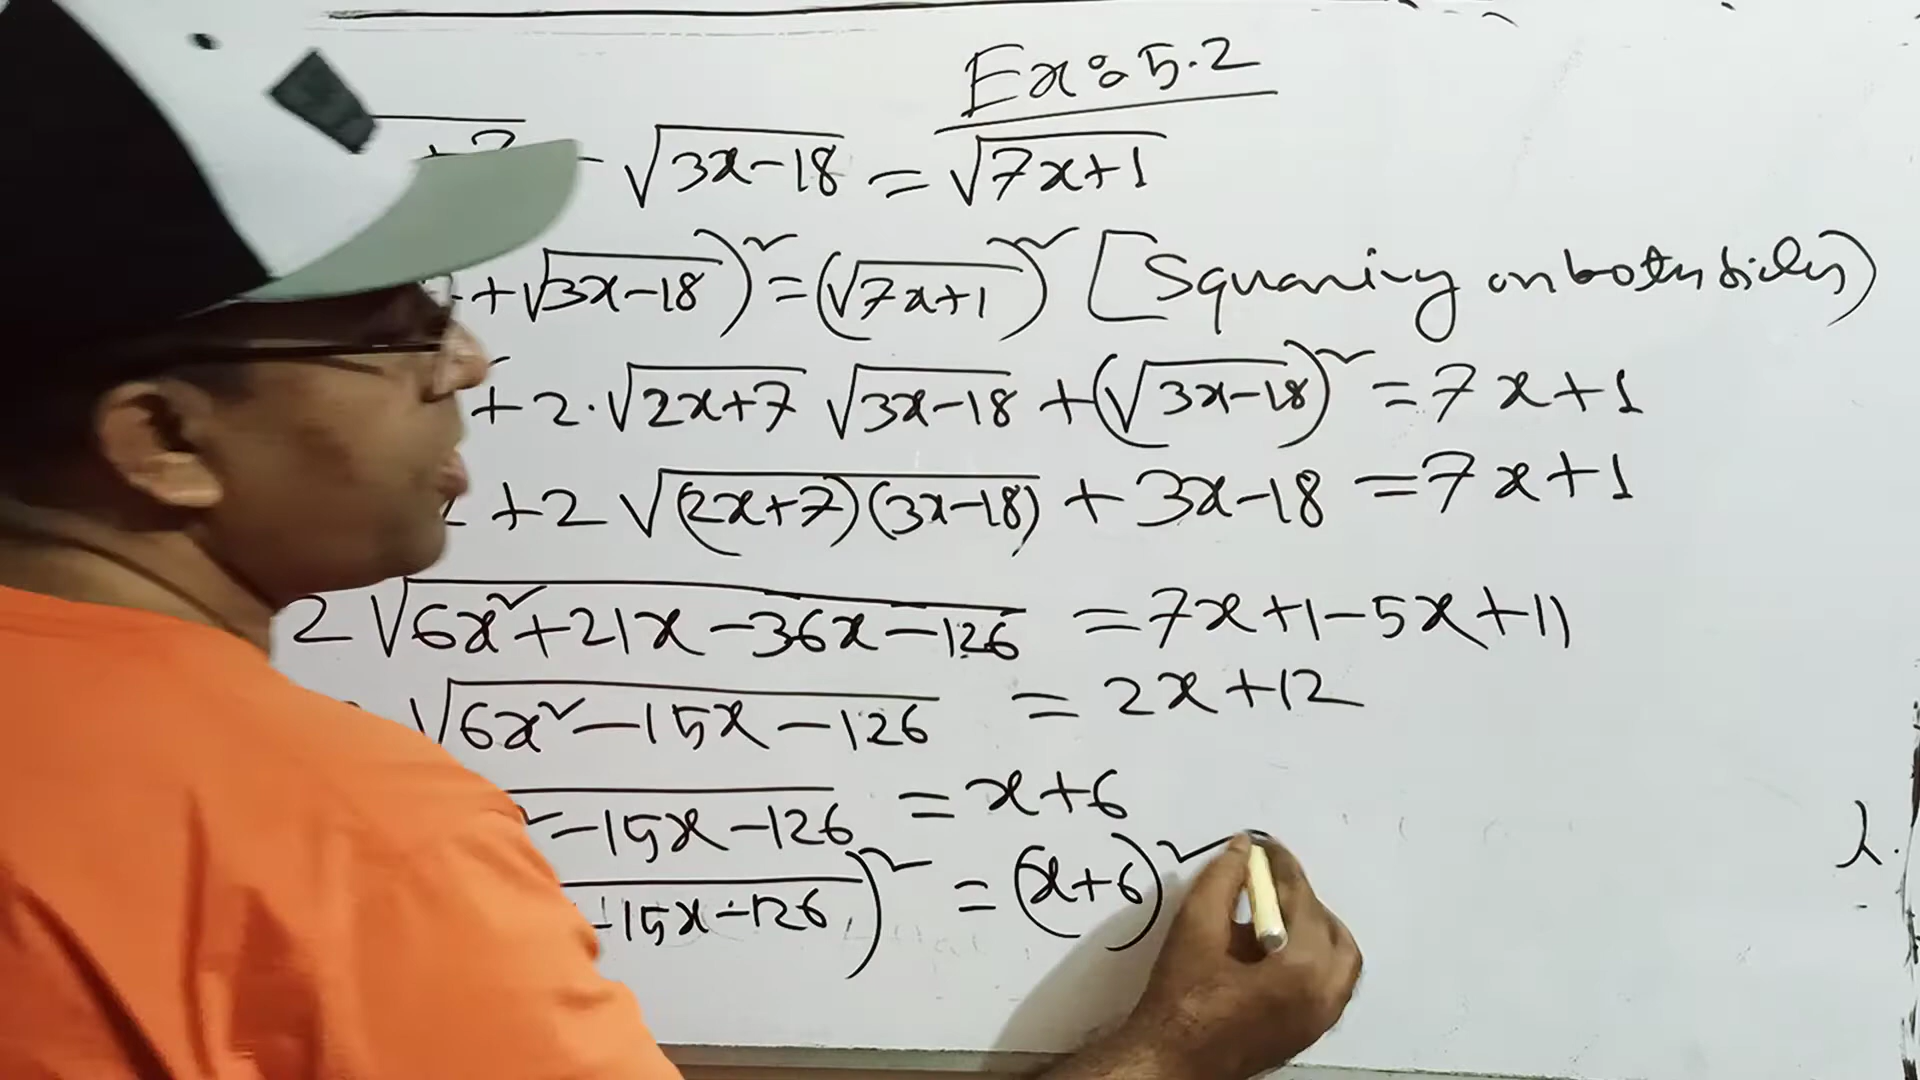 Ex: 5.2
+7 - √(3x-18) = √(7x+1)
+√(3x-18))² = (√(7x+1))² [Squaring on both sides)
+2·√(2x+7) √(3x-18) + (√(3x-18))² = 7x+1
+2√((2x+7)(3x-18)) + 3x-18 = 7x+1
2√(6x²+21x-36x-126) = 7x+1-5x+11
√(6x²-15x-126) = 2x+12
-15x-126 = x+6
-15x-126)² = (x+6)²